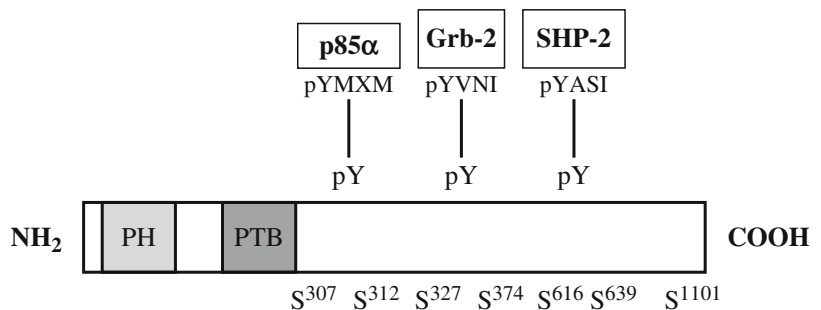 p85α Grb-2 SHP-2
pYMXM pYVNI pYASI
pY pY pY
NH₂ PH PTB COOH
S³⁰⁷ S³¹² S³²⁷ S³⁷⁴ S⁶¹⁶ S⁶³⁹ S¹¹⁰¹